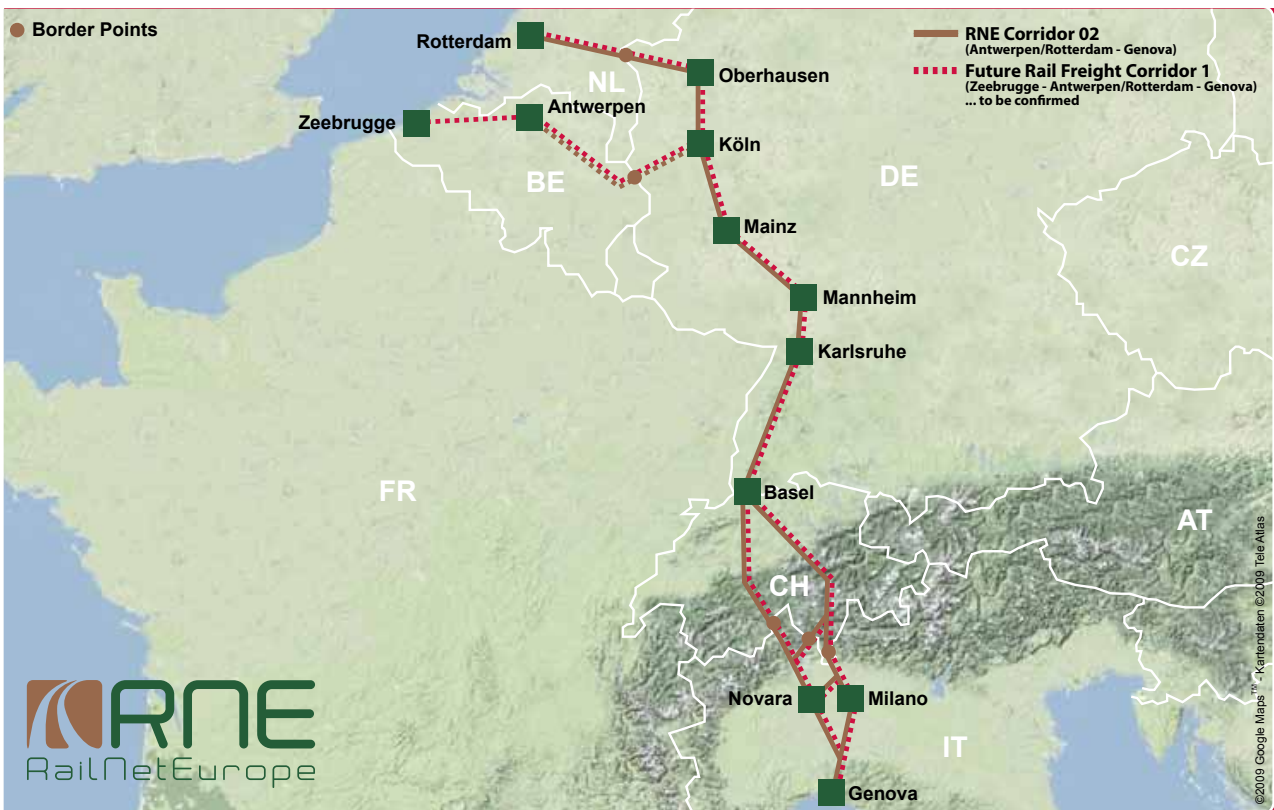 Border Points
RNE Corridor 02
(Antwerpen/Rotterdam - Genova)
Future Rail Freight Corridor 1
(Zeebrugge - Antwerpen/Rotterdam - Genova)
... to be confirmed
Rotterdam
Oberhausen
NL
Antwerpen
Zeebrugge
Köln
BE
DE
Mainz
CZ
Mannheim
Karlsruhe
FR
Basel
AT
CH
Novara
Milano
IT
Genova
RNE
RailNetEurope
©2009 Google Maps™ - Kartendaten ©2009 Tele Atlas